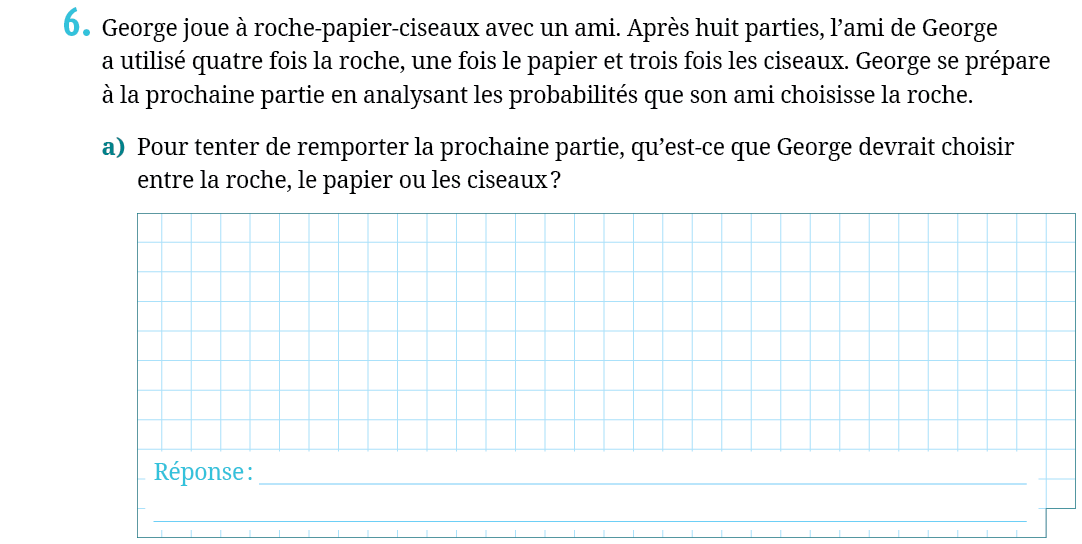 6. George joue à roche-papier-ciseaux avec un ami. Après huit parties, l’ami de George
a utilisé quatre fois la roche, une fois le papier et trois fois les ciseaux. George se prépare
à la prochaine partie en analysant les probabilités que son ami choisisse la roche.
a) Pour tenter de remporter la prochaine partie, qu’est-ce que George devrait choisir
entre la roche, le papier ou les ciseaux ?
Réponse :